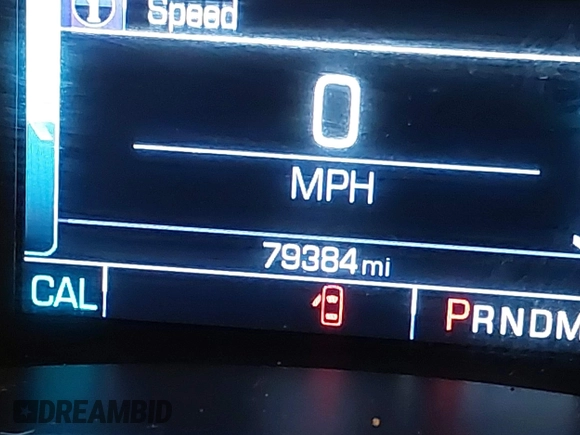 Speed
0
MPH
79384 mi
CAL
PRNDM
DREAMBID